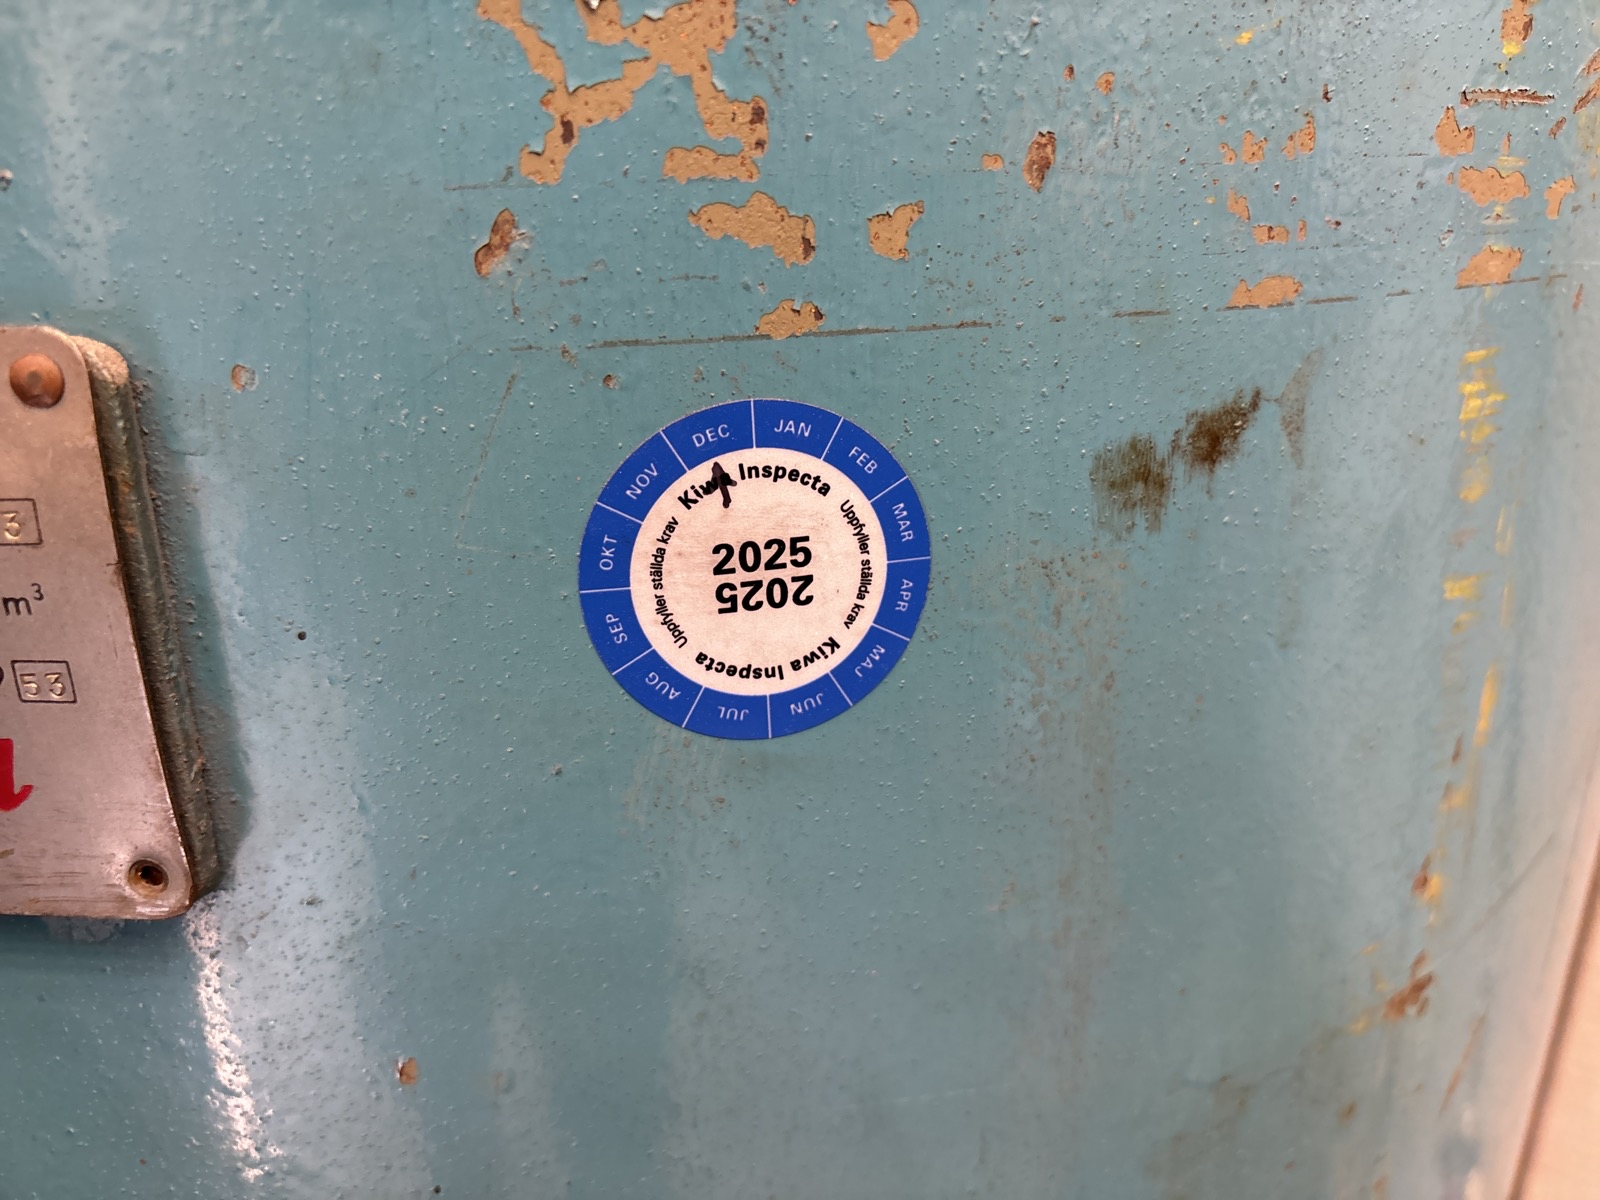 3
m³
53
DEC
JAN
FEB
MAR
APR
MAJ
JUN
JUL
AUG
SEP
OKT
NOV
Kiwa Inspecta
Uppfyller ställda krav
2025
2025
Kiwa Inspecta
Uppfyller ställda krav